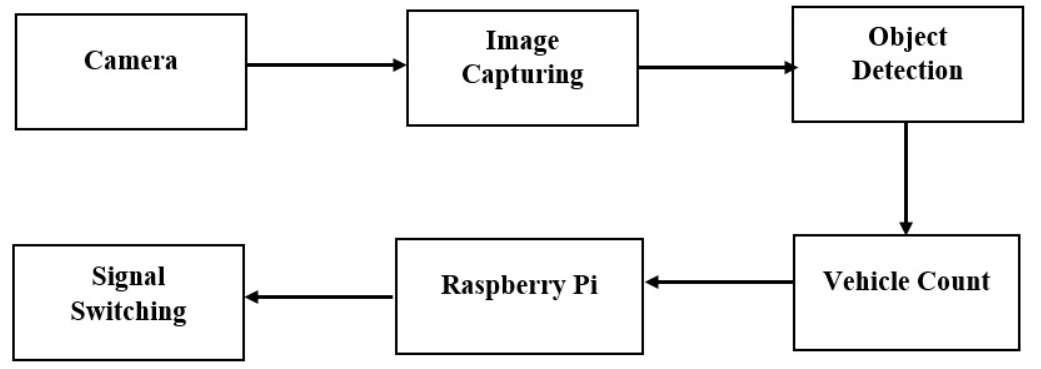 Camera
Image
Capturing
Object
Detection
Vehicle Count
Raspberry Pi
Signal
Switching